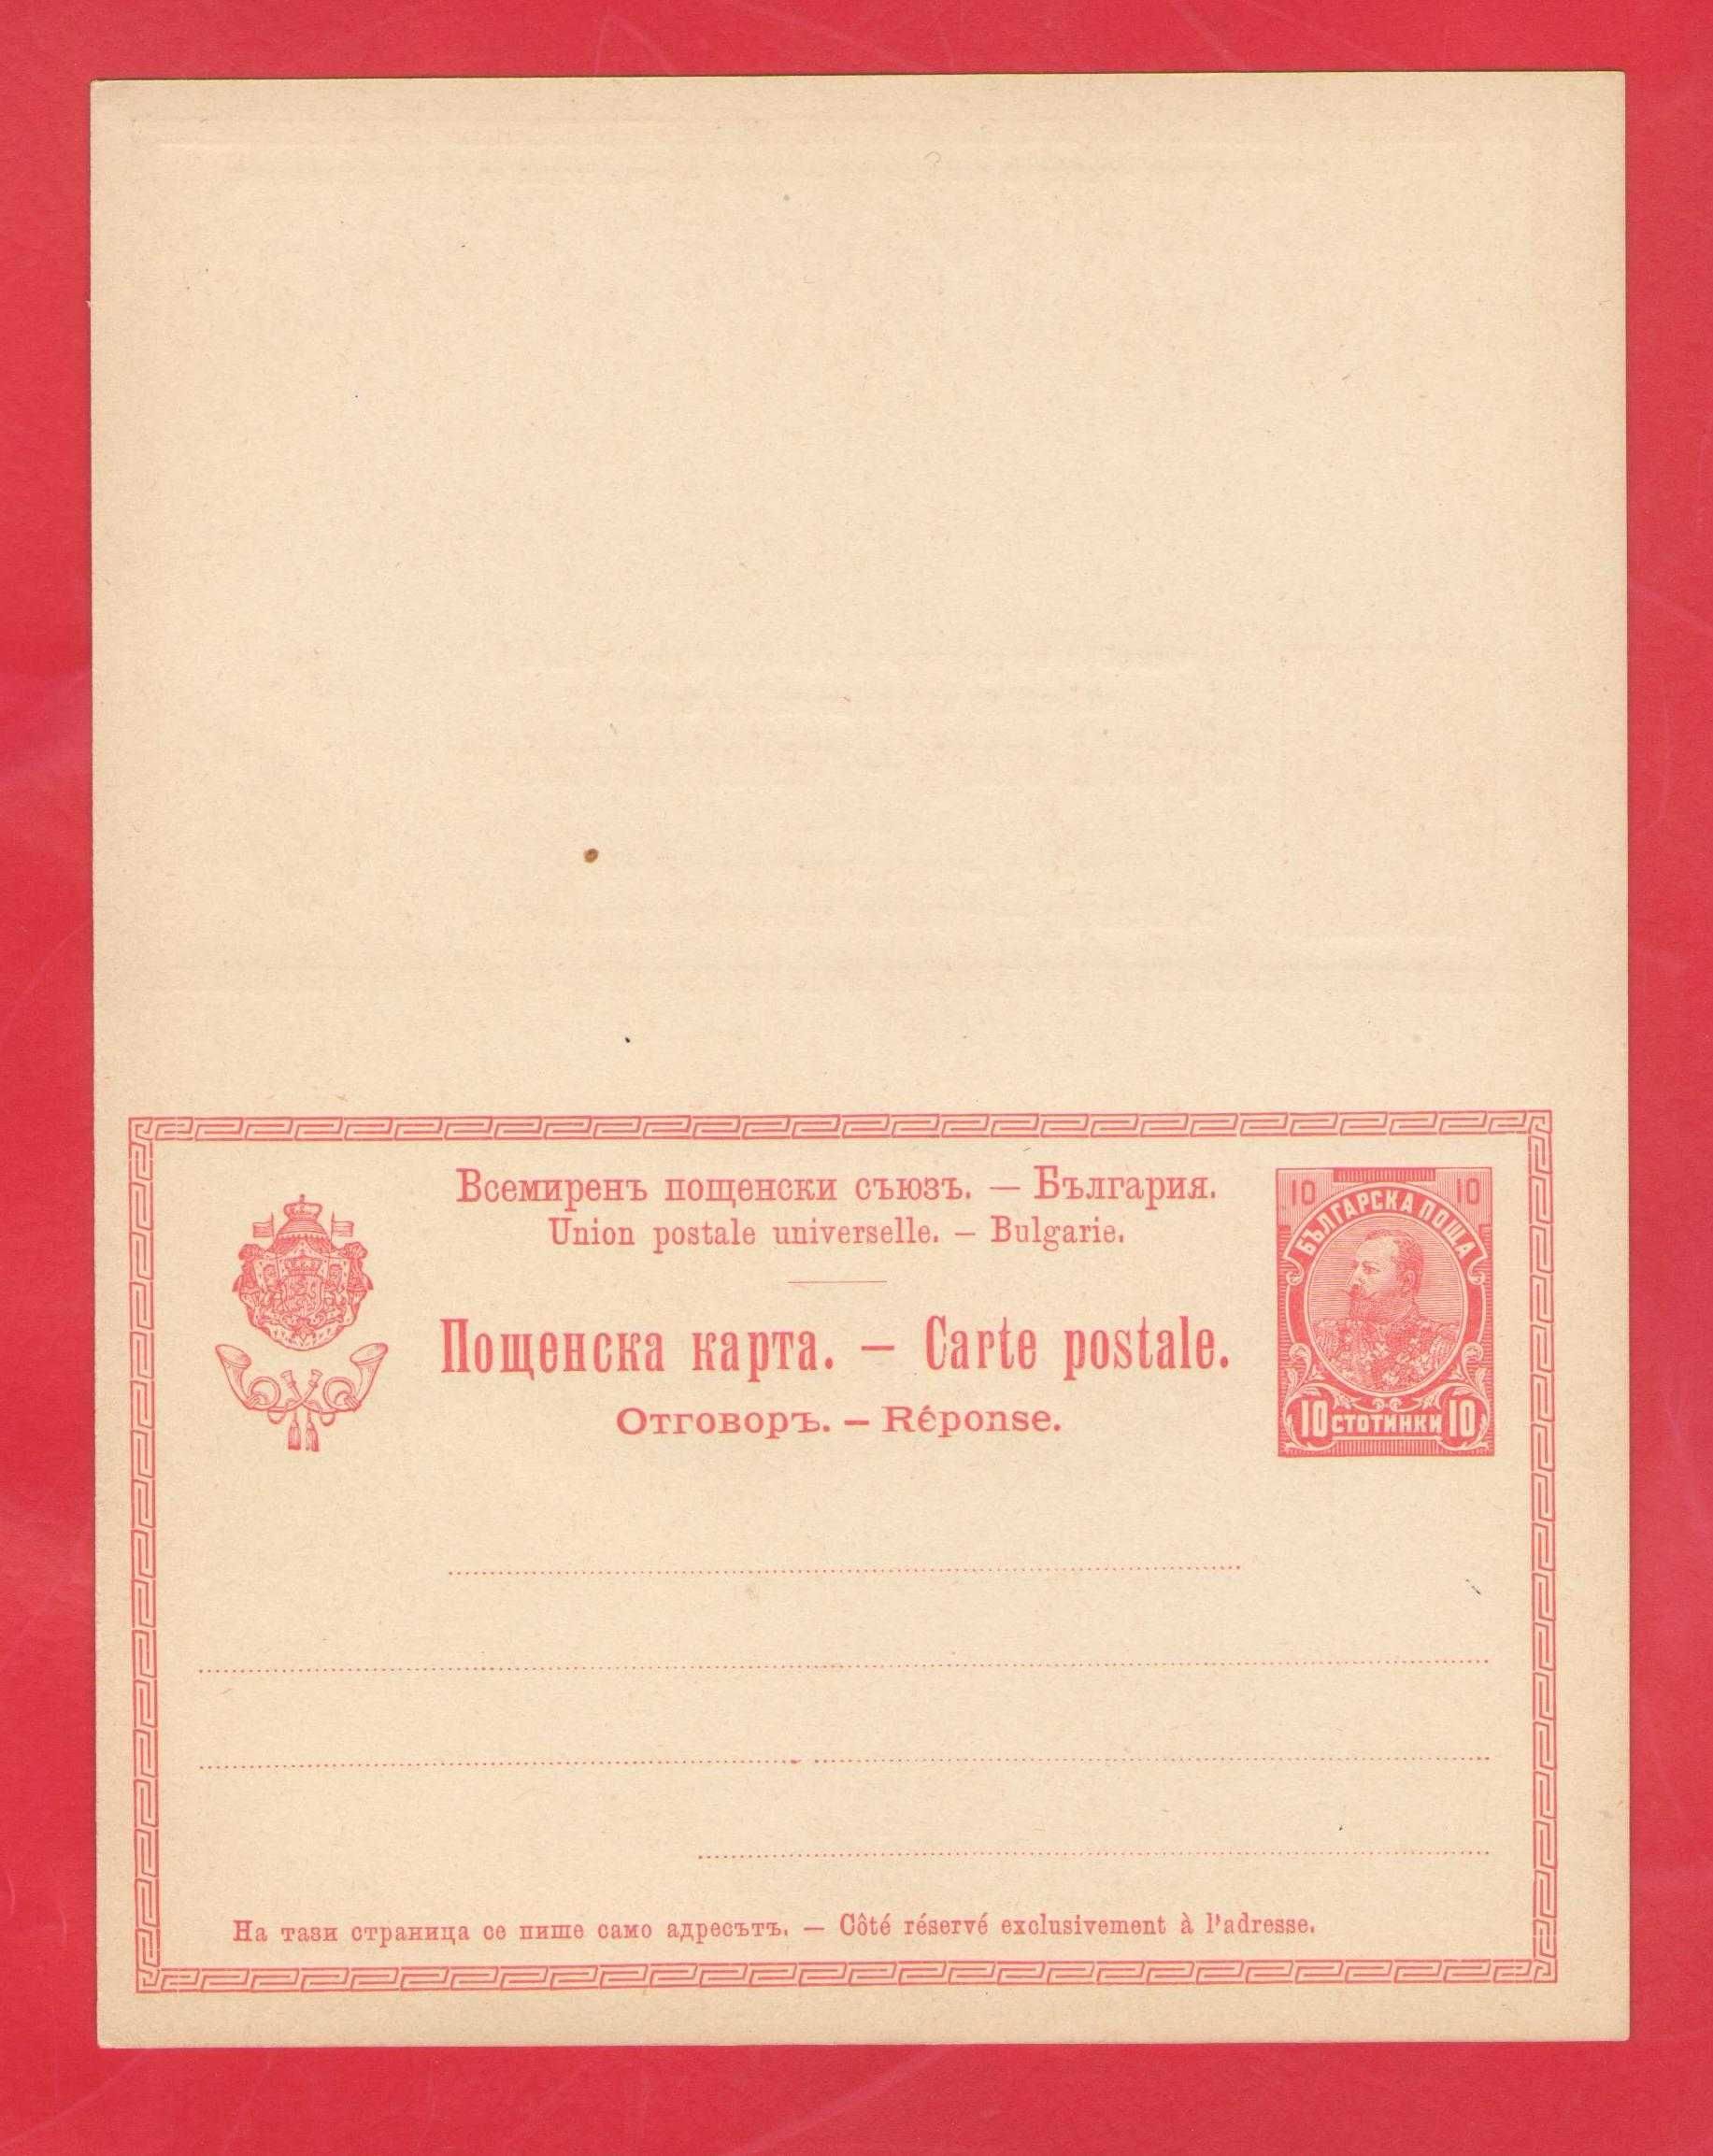 Всемиренъ пощенски съюзъ. — България.
Union postale universelle. — Bulgarie.
Пощенска карта. — Carte postale.
Отговоръ. — Réponse.
10 10
БЪЛГАРСКА ПОЩА
10 СТОТИНКИ 10
На тази страница се пише само адресътъ. — Côté réservé exclusivement à l'adresse.